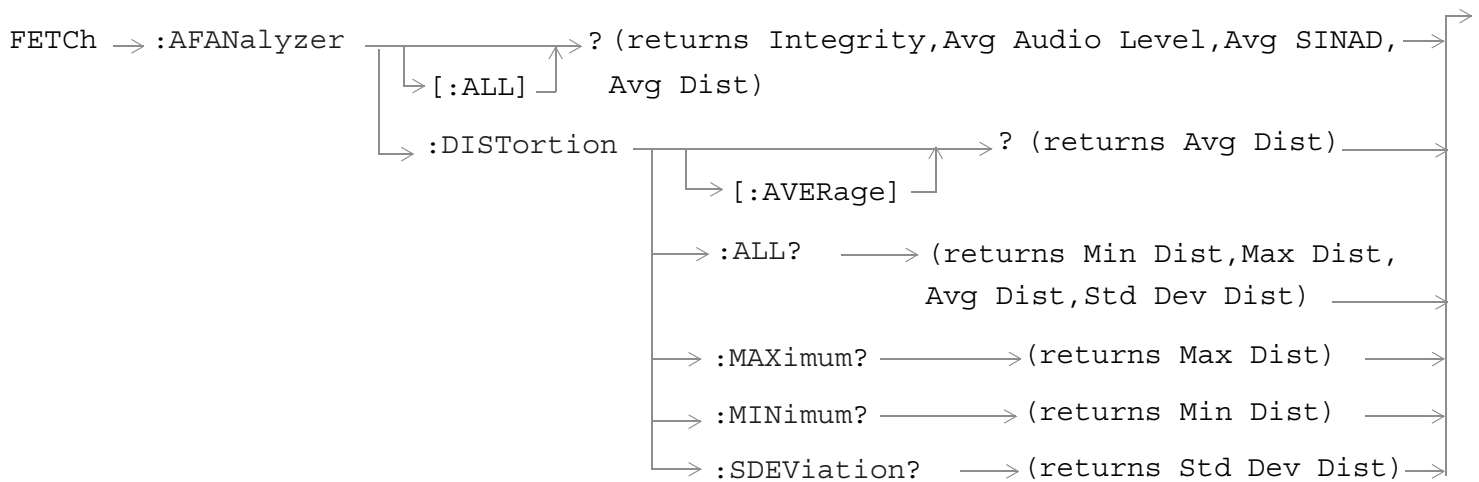 FETCh :AFANalyzer ? (returns Integrity,Avg Audio Level,Avg SINAD,
[:ALL] Avg Dist)
:DISTortion ? (returns Avg Dist)
[:AVERage]
:ALL? (returns Min Dist,Max Dist,
Avg Dist,Std Dev Dist)
:MAXimum? (returns Max Dist)
:MINimum? (returns Min Dist)
:SDEViation? (returns Std Dev Dist)